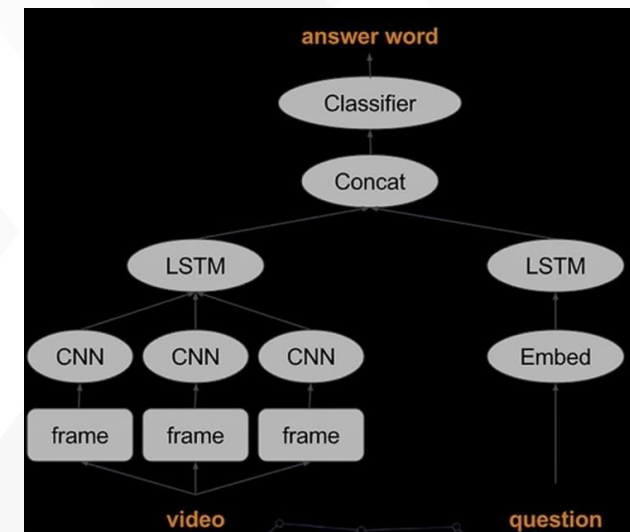 answer word
Classifier
Concat
LSTM LSTM
CNN CNN CNN Embed
frame frame frame
video question